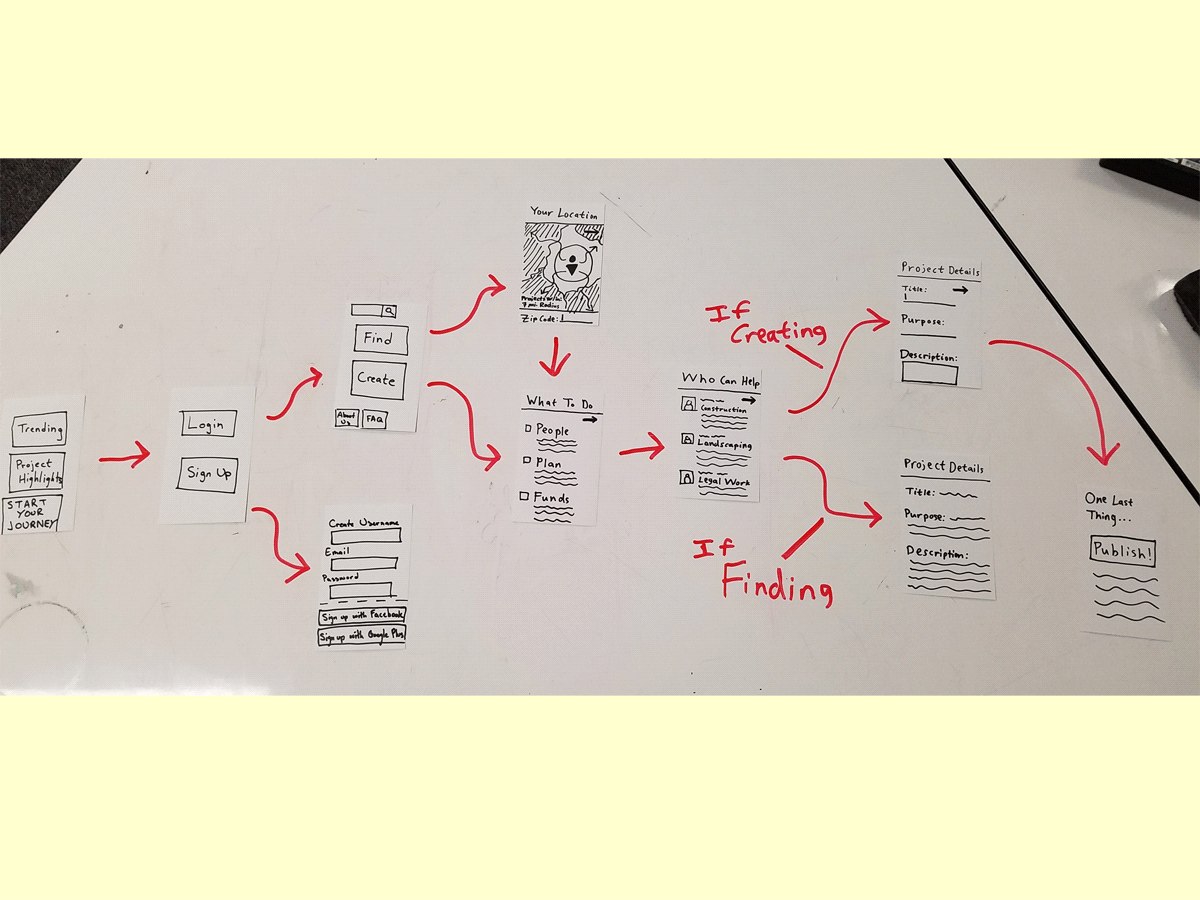 Trending
Project
Highlights
START
YOUR
JOURNEY
Login
Sign Up
Find
Create
About
Us
FAQ
Create Username
Email
Password
Sign up with Facebook
Sign up with Google Plus
Your Location
Projects w/in
7 mi. Radius
Zip Code:
What To Do
People
Plan
Funds
Who Can Help
Construction
Landscaping
Legal Work
If
Creating
If
Finding
Project Details
Title:
Purpose:
Description:
Project Details
Title:
Purpose:
Description:
One Last
Thing...
Publish!